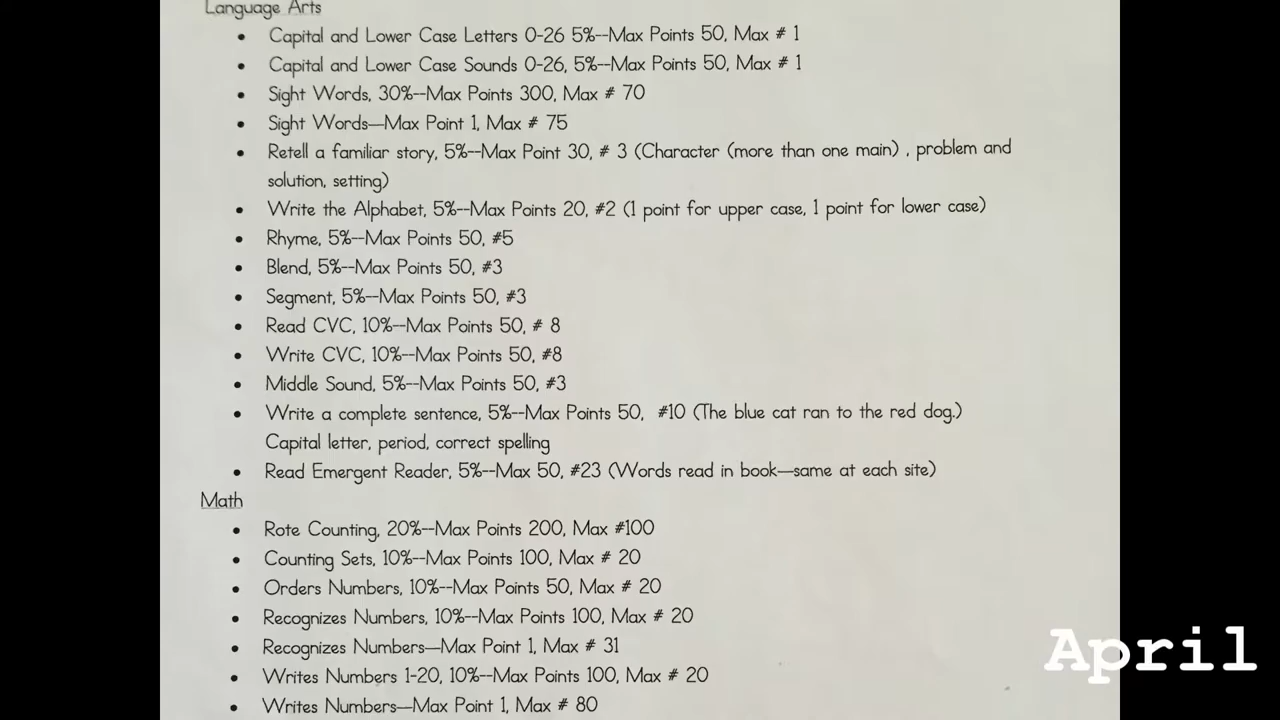 Language Arts
• Capital and Lower Case Letters 0-26 5%--Max Points 50, Max # 1
• Capital and Lower Case Sounds 0-26, 5%--Max Points 50, Max # 1
• Sight Words, 30%--Max Points 300, Max # 70
• Sight Words—Max Point 1, Max # 75
• Retell a familiar story, 5%--Max Point 30, # 3 (Character (more than one main) , problem and
solution, setting)
• Write the Alphabet, 5%--Max Points 20, #2 (1 point for upper case, 1 point for lower case)
• Rhyme, 5%--Max Points 50, #5
• Blend, 5%--Max Points 50, #3
• Segment, 5%--Max Points 50, #3
• Read CVC, 10%--Max Points 50, # 8
• Write CVC, 10%--Max Points 50, #8
• Middle Sound, 5%--Max Points 50, #3
• Write a complete sentence, 5%--Max Points 50, #10 (The blue cat ran to the red dog.)
Capital letter, period, correct spelling
• Read Emergent Reader, 5%--Max 50, #23 (Words read in book—same at each site)
Math
• Rote Counting, 20%--Max Points 200, Max #100
• Counting Sets, 10%--Max Points 100, Max # 20
• Orders Numbers, 10%--Max Points 50, Max # 20
• Recognizes Numbers, 10%--Max Points 100, Max # 20
• Recognizes Numbers—Max Point 1, Max # 31
• Writes Numbers 1-20, 10%--Max Points 100, Max # 20
• Writes Numbers—Max Point 1, Max # 80
April